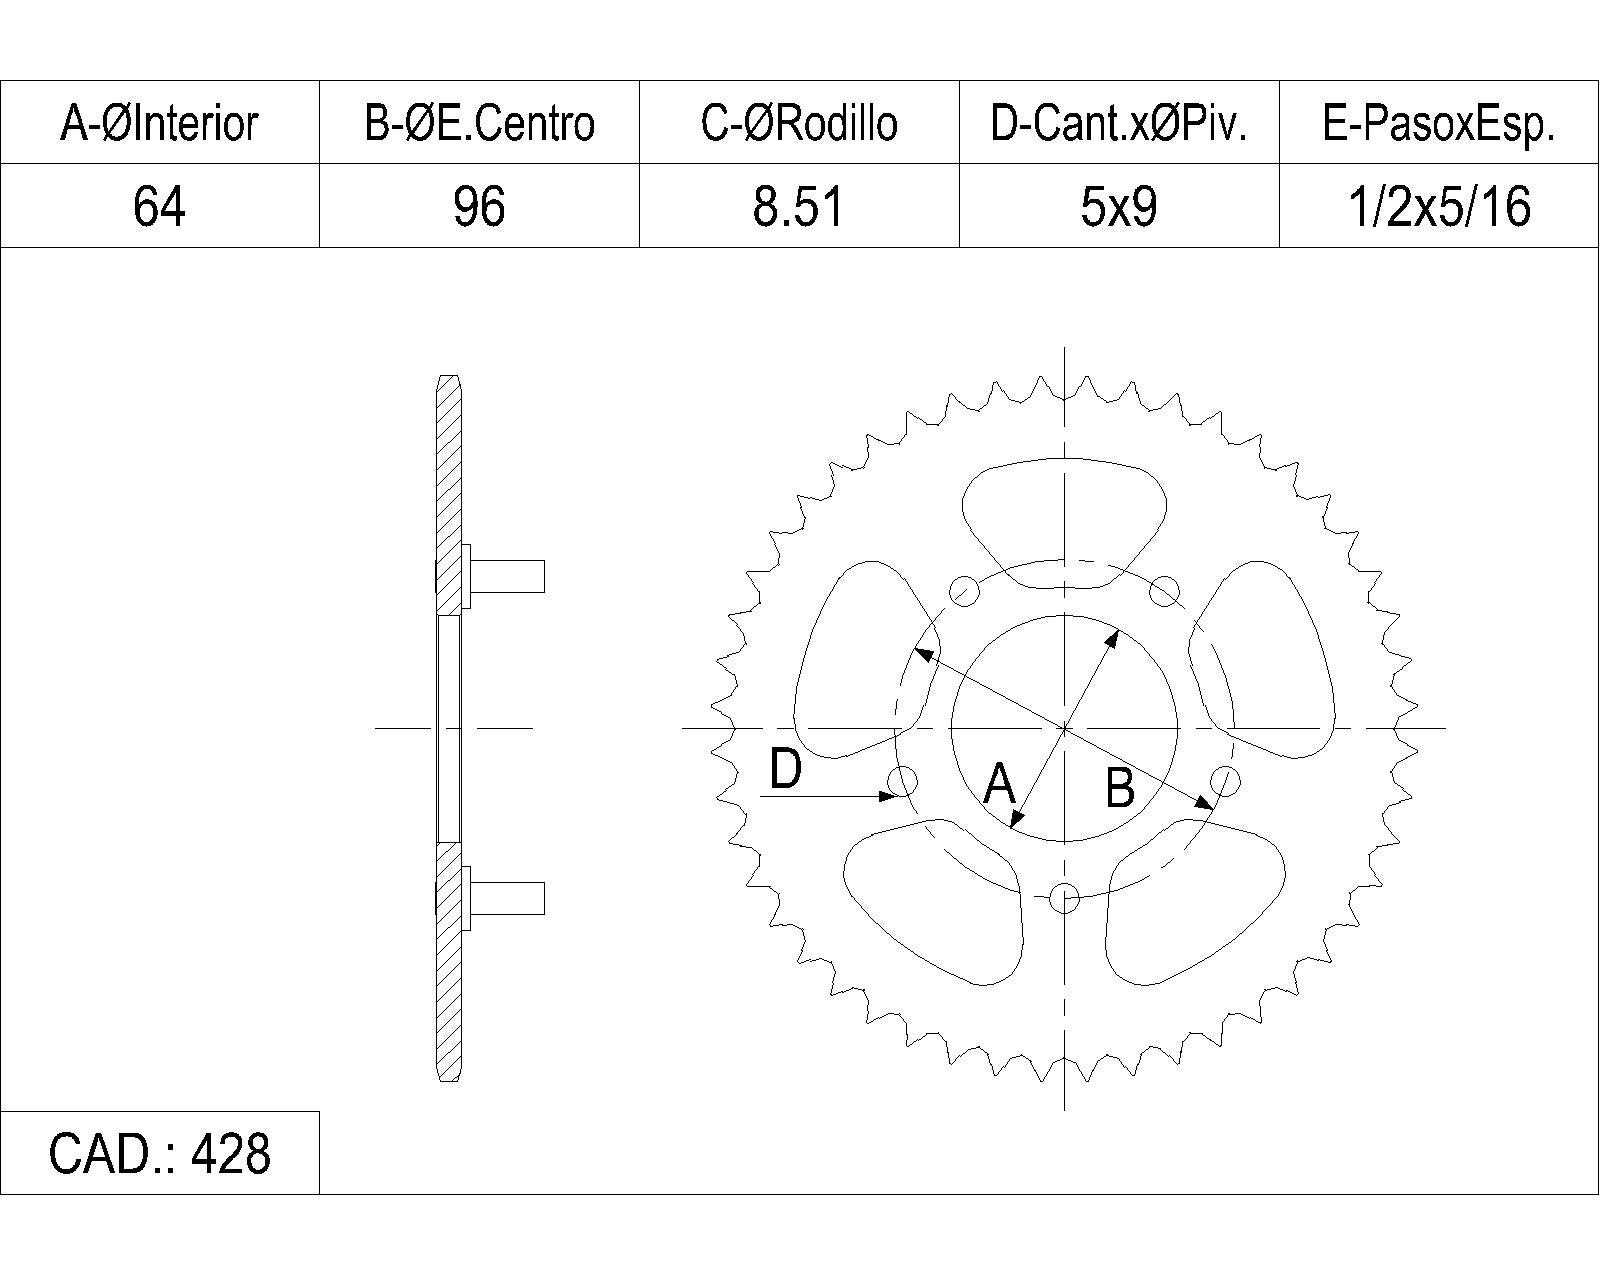 A-ØInterior B-ØE.Centro C-ØRodillo D-Cant.xØPiv. E-PasoxEsp.
64 96 8.51 5x9 1/2x5/16
D
A
B
CAD.: 428